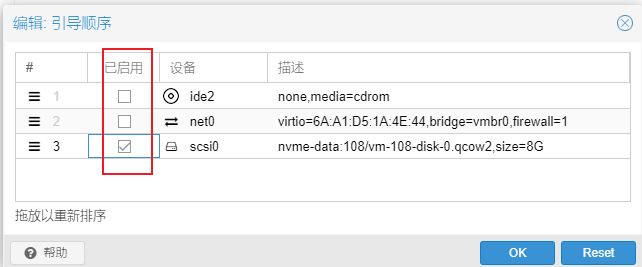 编辑: 引导顺序
# 已启用 设备 描述
1 ide2 none,media=cdrom
2 net0 virtio=6A:A1:D5:1A:4E:44,bridge=vmbr0,firewall=1
3 scsi0 nvme-data:108/vm-108-disk-0.qcow2,size=8G
拖放以重新排序
帮助 OK Reset